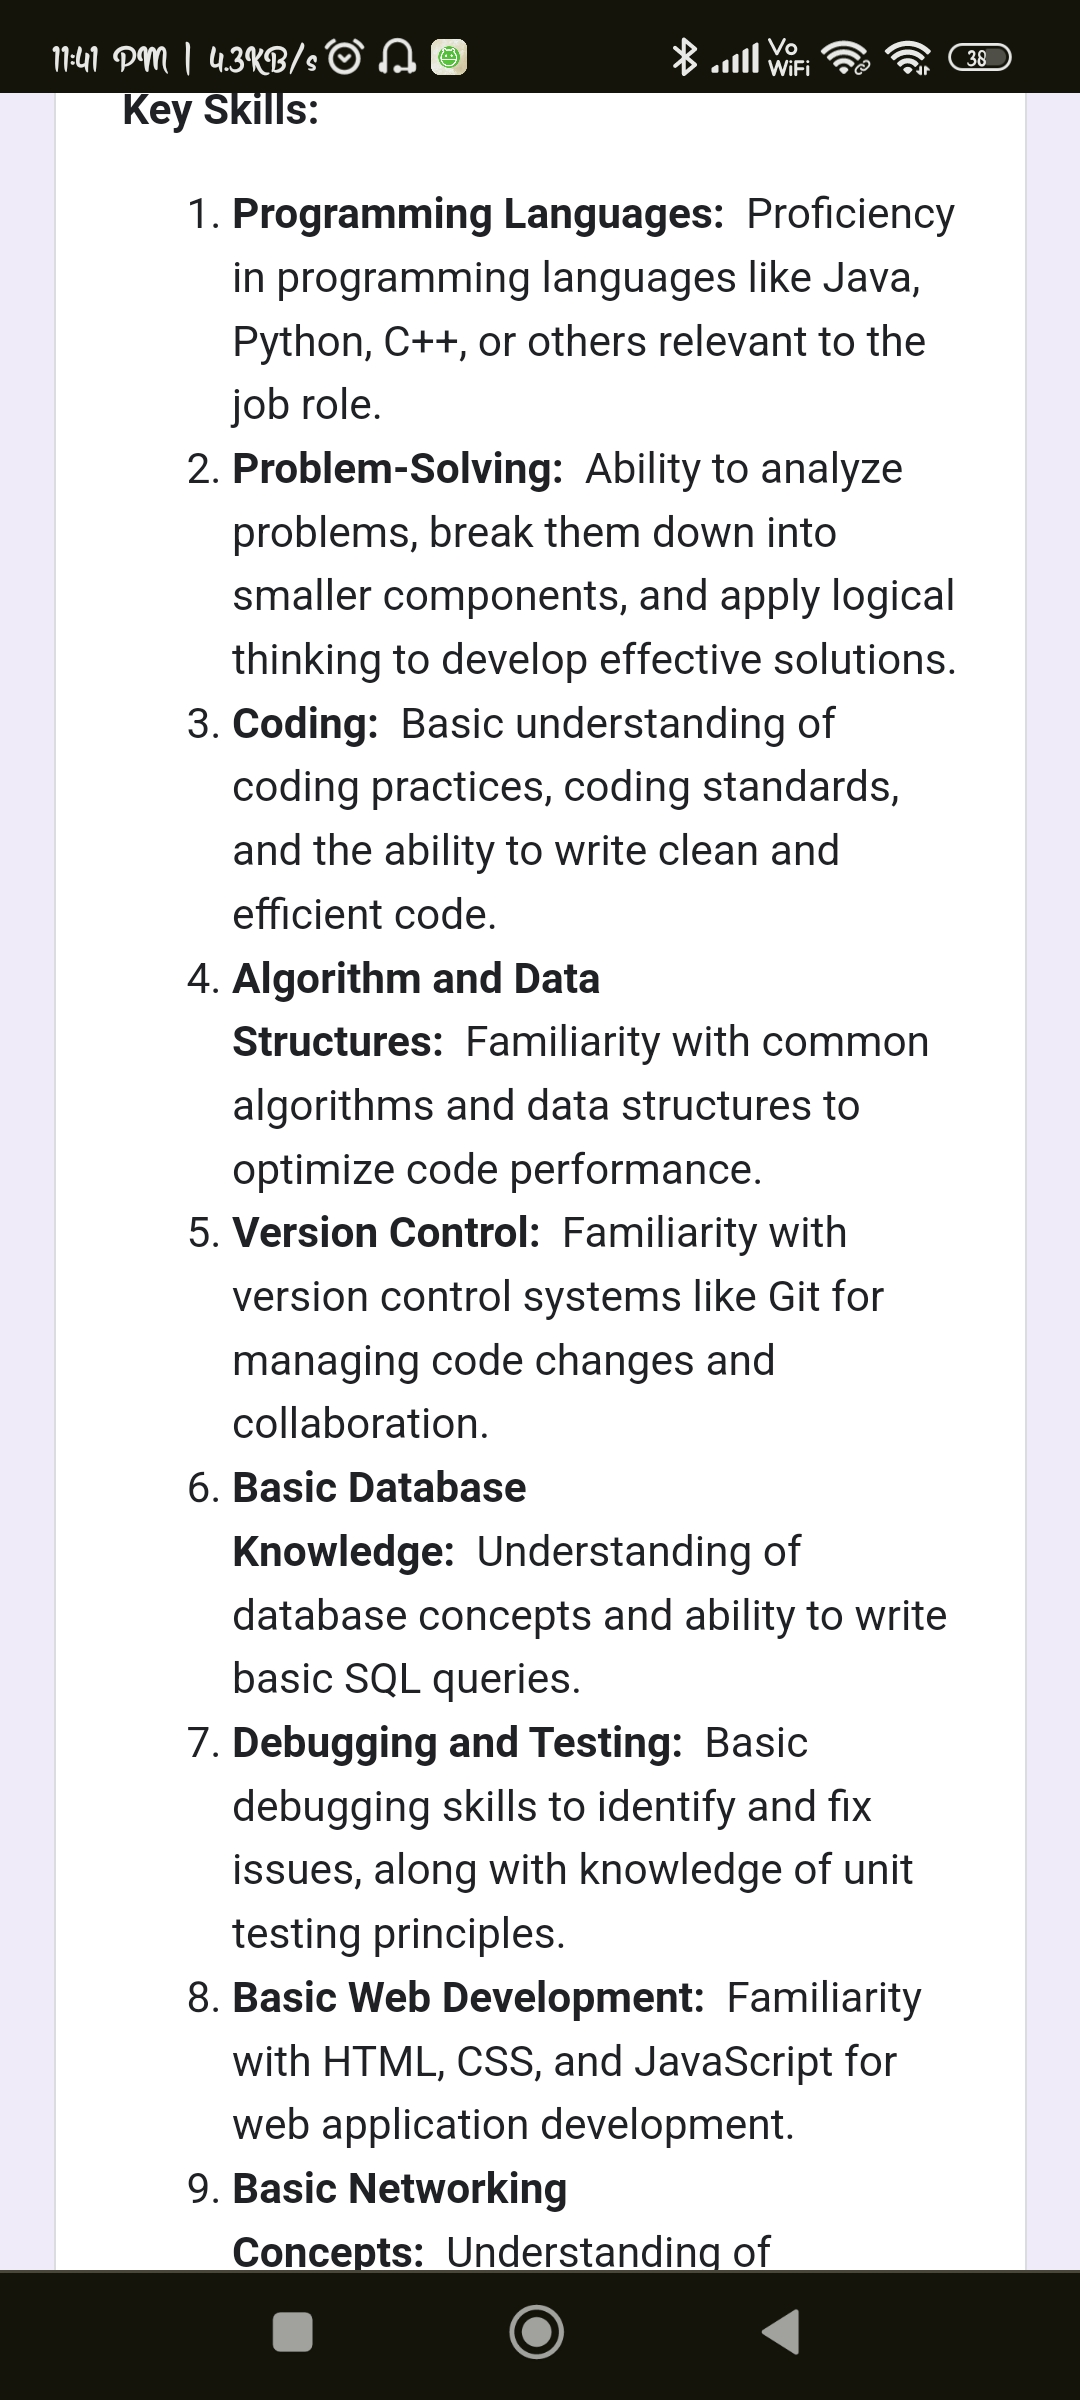 11:41 PM | 4.3KB/s Vo WiFi 38
Key Skills:
1. Programming Languages: Proficiency
in programming languages like Java,
Python, C++, or others relevant to the
job role.
2. Problem-Solving: Ability to analyze
problems, break them down into
smaller components, and apply logical
thinking to develop effective solutions.
3. Coding: Basic understanding of
coding practices, coding standards,
and the ability to write clean and
efficient code.
4. Algorithm and Data
Structures: Familiarity with common
algorithms and data structures to
optimize code performance.
5. Version Control: Familiarity with
version control systems like Git for
managing code changes and
collaboration.
6. Basic Database
Knowledge: Understanding of
database concepts and ability to write
basic SQL queries.
7. Debugging and Testing: Basic
debugging skills to identify and fix
issues, along with knowledge of unit
testing principles.
8. Basic Web Development: Familiarity
with HTML, CSS, and JavaScript for
web application development.
9. Basic Networking
Concepts: Understanding of